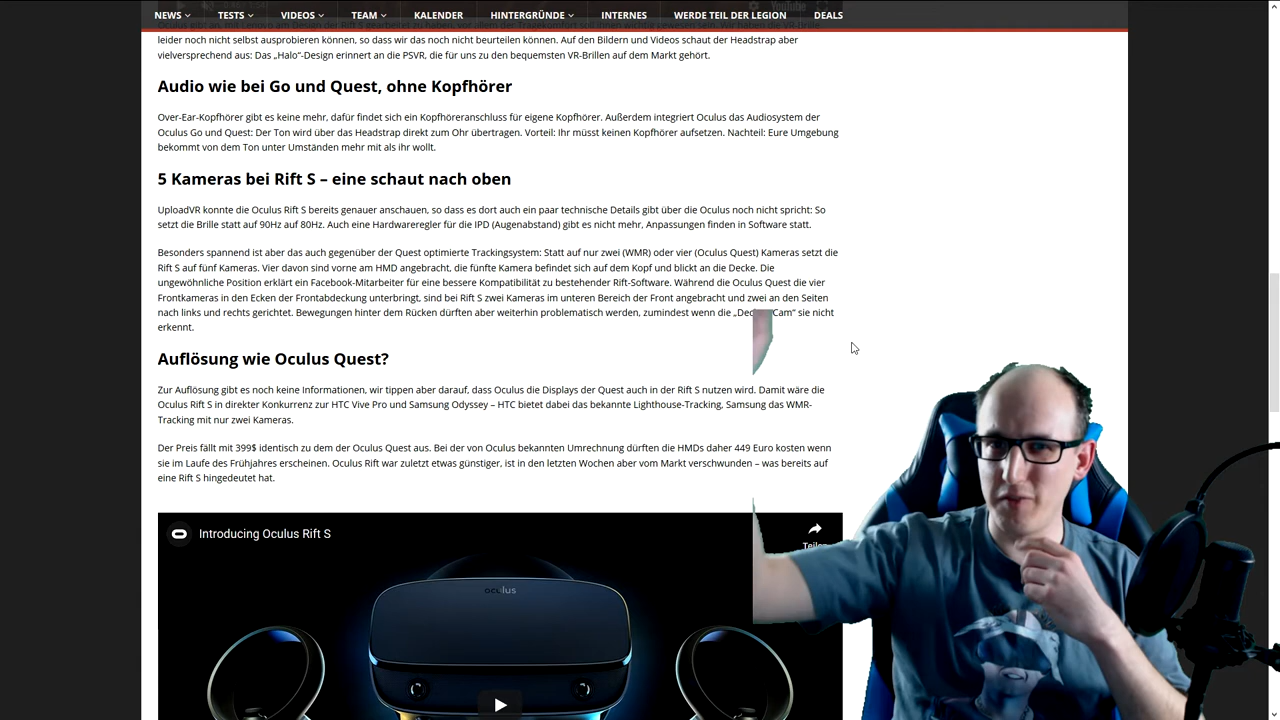 NEWS TESTS VIDEOS TEAM KALENDER HINTERGRÜNDE INTERNES WERDE TEIL DER LEGION DEALS
leider noch nicht selbst ausprobieren können, so dass wir das noch nicht beurteilen können. Auf den Bildern und Videos schaut der Headstrap aber
vielversprechend aus: Das „Halo“-Design erinnert an die PSVR, die für uns zu den bequemsten VR-Brillen auf dem Markt gehört.
Audio wie bei Go und Quest, ohne Kopfhörer
Over-Ear-Kopfhörer gibt es keine mehr, dafür findet sich ein Kopfhöreranschluss für eigene Kopfhörer. Außerdem integriert Oculus das Audiosystem der
Oculus Go und Quest: Der Ton wird über das Headstrap direkt zum Ohr übertragen. Vorteil: Ihr müsst keinen Kopfhörer aufsetzen. Nachteil: Eure Umgebung
bekommt von dem Ton unter Umständen mehr mit als ihr wollt.
5 Kameras bei Rift S – eine schaut nach oben
UploadVR konnte die Oculus Rift S bereits genauer anschauen, so dass es dort auch ein paar technische Details gibt über die Oculus noch nicht spricht: So
setzt die Brille statt auf 90Hz auf 80Hz. Auch eine Hardwareregler für die IPD (Augenabstand) gibt es nicht mehr, Anpassungen finden in Software statt.
Besonders spannend ist aber das auch gegenüber der Quest optimierte Trackingsystem: Statt auf nur zwei (WMR) oder vier (Oculus Quest) Kameras setzt die
Rift S auf fünf Kameras. Vier davon sind vorne am HMD angebracht, die fünfte Kamera befindet sich auf dem Kopf und blickt an die Decke. Die
ungewöhnliche Position erklärt ein Facebook-Mitarbeiter für eine bessere Kompatibilität zu bestehender Rift-Software. Während die Oculus Quest die vier
Frontkameras in den Ecken der Frontabdeckung unterbringt, sind bei Rift S zwei Kameras im unteren Bereich der Front angebracht und zwei an den Seiten
nach links und rechts gerichtet. Bewegungen hinter dem Rücken dürften aber weiterhin problematisch werden, zumindest wenn die Cam“ sie nicht
erkennt.
Auflösung wie Oculus Quest?
Zur Auflösung gibt es noch keine Informationen, wir tippen aber darauf, dass Oculus die Displays der Quest auch in der Rift S nutzen wird. Damit wäre die
Oculus Rift S in direkter Konkurrenz zur HTC Vive Pro und Samsung Odyssey – HTC bietet dabei das bekannte Lighthouse-Tracking, Samsung das WMR-
Tracking mit nur zwei Kameras.
Der Preis fällt mit 399$ identisch zu dem der Oculus Quest aus. Bei der von Oculus bekannten Umrechnung dürften die HMDs daher 449 Euro kosten wenn
sie im Laufe des Frühjahres erscheinen. Oculus Rift war zuletzt etwas günstiger, ist in den letzten Wochen aber vom Markt verschwunden – was bereits auf
eine Rift S hingedeutet hat.
Introducing Oculus Rift S
Teilen
oculus